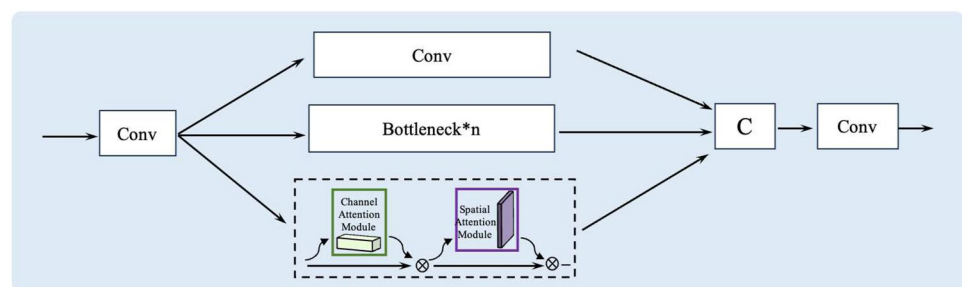 Conv
Conv
Bottleneck*n
Channel
Attention
Module
Spatial
Attention
Module
C
Conv